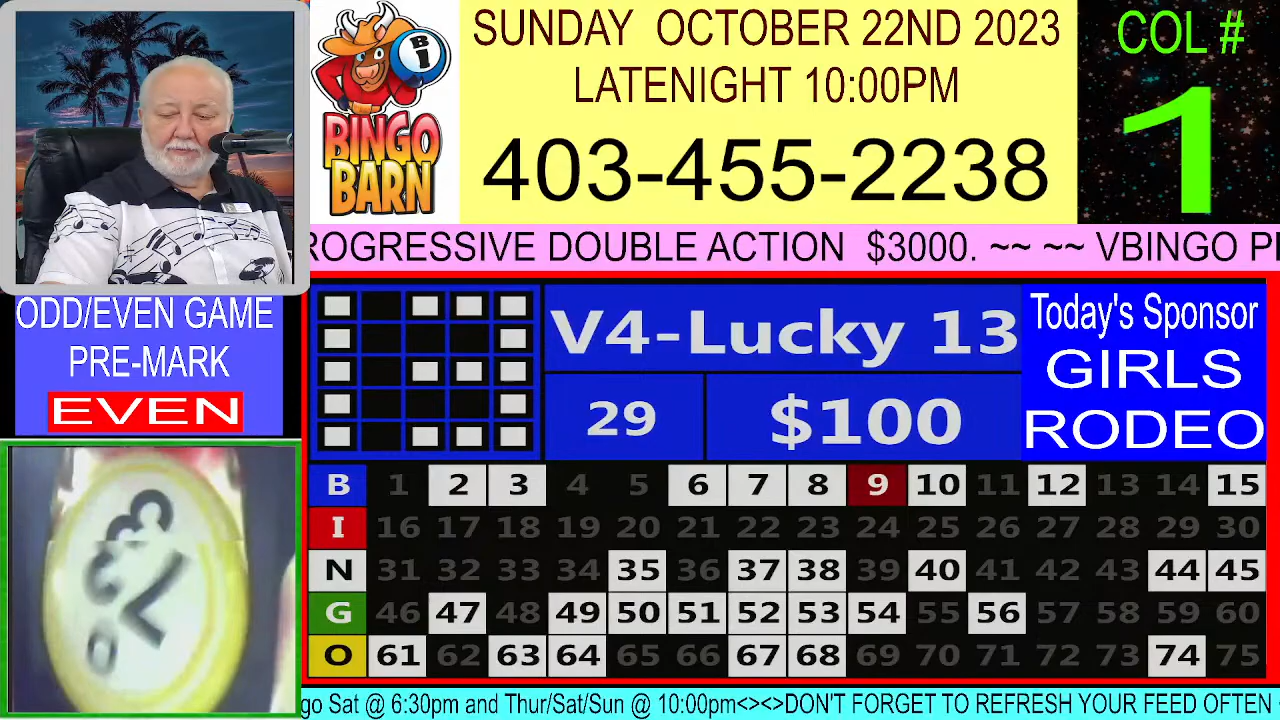 SUNDAY OCTOBER 22ND 2023
LATENIGHT 10:00PM
403-455-2238
COL #
1
BI
BINGO
BARN
ROGRESSIVE DOUBLE ACTION $3000. ~~ ~~ VBINGO P
ODD/EVEN GAME
PRE-MARK
EVEN
V4-Lucky 13
29
$100
Today's Sponsor
GIRLS
RODEO
B 1 2 3 4 5 6 7 8 9 10 11 12 13 14 15
I 16 17 18 19 20 21 22 23 24 25 26 27 28 29 30
N 31 32 33 34 35 36 37 38 39 40 41 42 43 44 45
G 46 47 48 49 50 51 52 53 54 55 56 57 58 59 60
O 61 62 63 64 65 66 67 68 69 70 71 72 73 74 75
go Sat @ 6:30pm and Thur/Sat/Sun @ 10:00pm<><>DON'T FORGET TO REFRESH YOUR FEED OFTEN